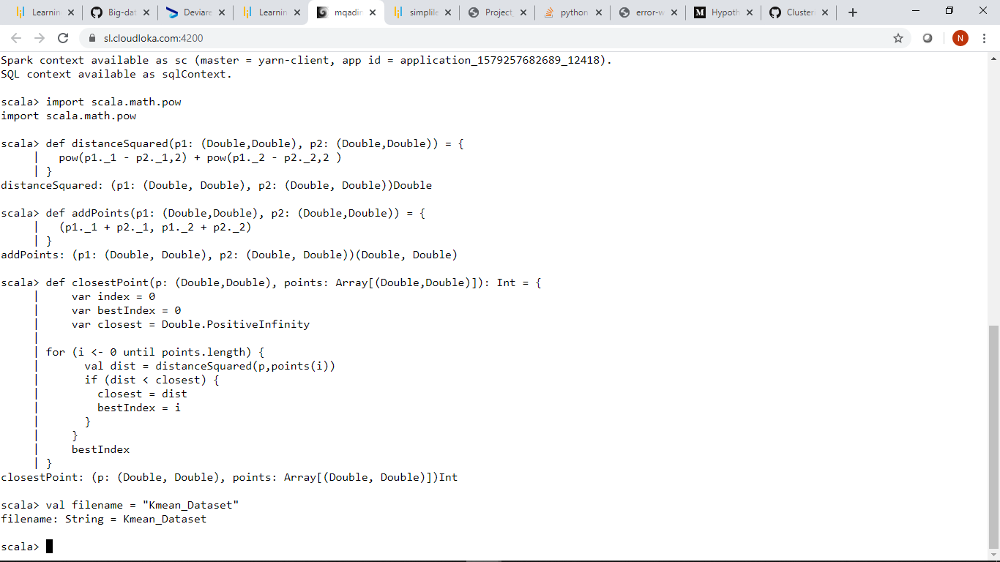 Learnin
Big-dat
Deviare
Learnin
mqadir
simplile
Project_
python
error-w
Hypoth
Cluster
sl.cloudloka.com:4200
N
Spark context available as sc (master = yarn-client, app id = application_1579257682689_12418).
SQL context available as sqlContext.
scala> import scala.math.pow
import scala.math.pow
scala> def distanceSquared(p1: (Double,Double), p2: (Double,Double)) = {
     |   pow(p1._1 - p2._1,2) + pow(p1._2 - p2._2,2 )
     | }
distanceSquared: (p1: (Double, Double), p2: (Double, Double))Double
scala> def addPoints(p1: (Double,Double), p2: (Double,Double)) = {
     |   (p1._1 + p2._1, p1._2 + p2._2)
     | }
addPoints: (p1: (Double, Double), p2: (Double, Double))(Double, Double)
scala> def closestPoint(p: (Double,Double), points: Array[(Double,Double)]): Int = {
     |     var index = 0
     |     var bestIndex = 0
     |     var closest = Double.PositiveInfinity
     |
     | for (i <- 0 until points.length) {
     |       val dist = distanceSquared(p,points(i))
     |       if (dist < closest) {
     |         closest = dist
     |         bestIndex = i
     |       }
     |     }
     |     bestIndex
     | }
closestPoint: (p: (Double, Double), points: Array[(Double, Double)])Int
scala> val filename = "Kmean_Dataset"
filename: String = Kmean_Dataset
scala>